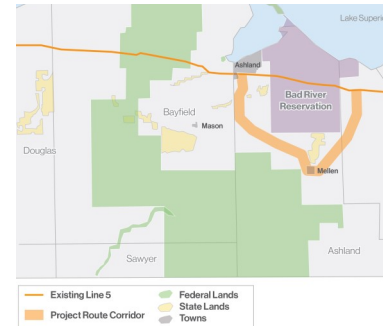 Lake Superio
Ashland
Bad River
Reservation
Bayfield
Mason
Douglas
Mellen
Sawyer
Ashland
Existing Line 5
Project Route Corridor
Federal Lands
State Lands
Towns